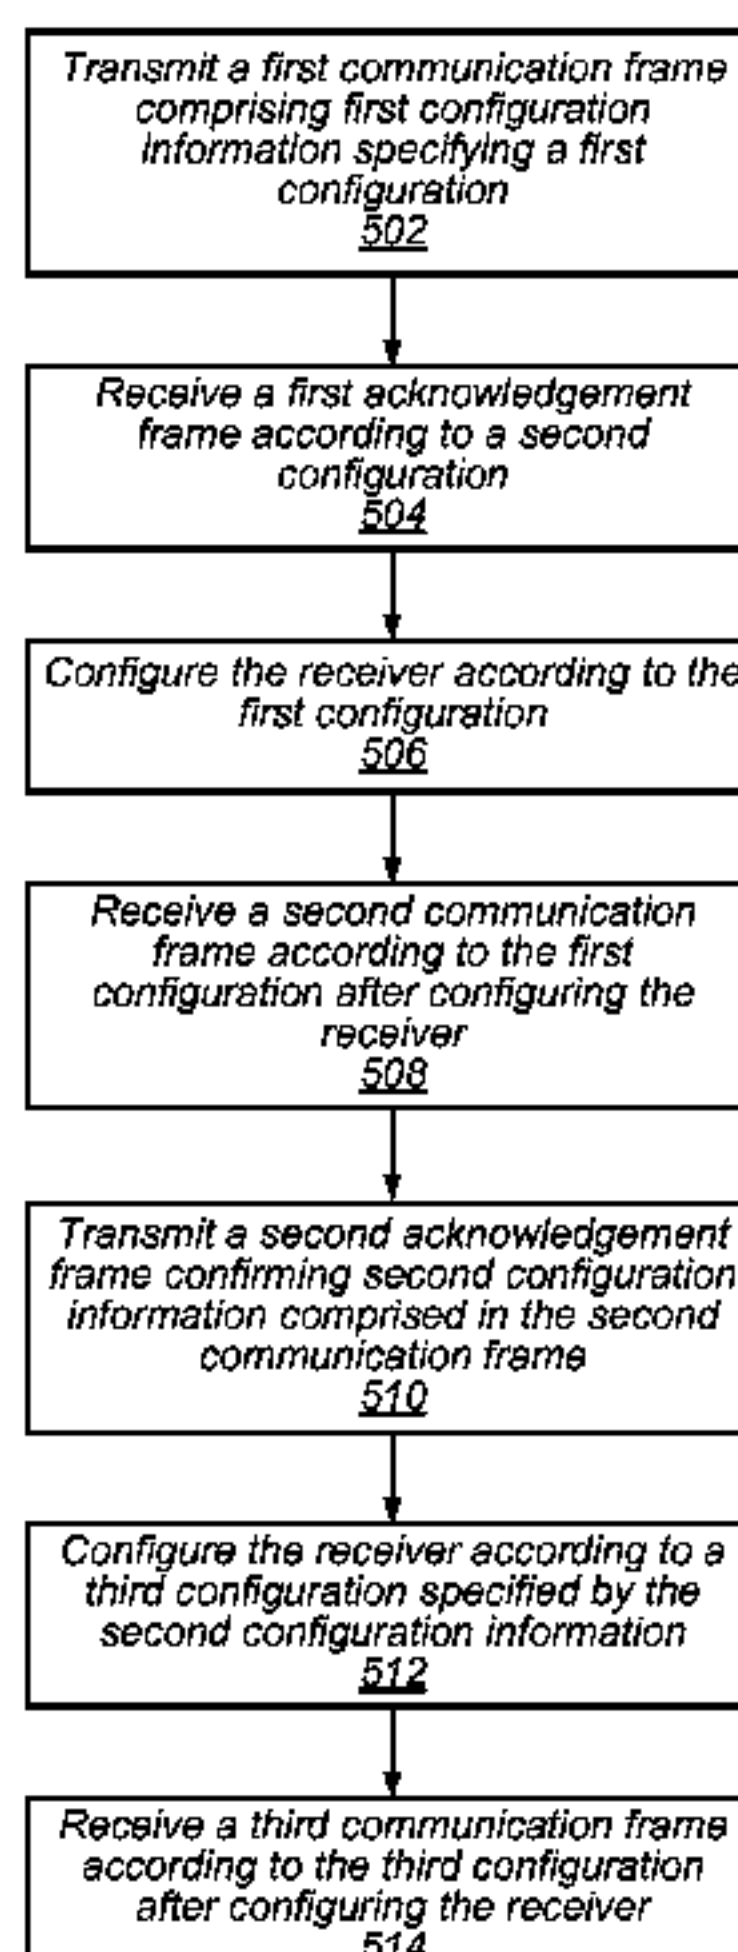 Transmit a first communication frame
comprising first configuration
information specifying a first
configuration
502
Receive a first acknowledgement
frame according to a second
configuration
504
Configure the receiver according to the
first configuration
506
Receive a second communication
frame according to the first
configuration after configuring the
receiver
508
Transmit a second acknowledgement
frame confirming second configuration
information comprised in the second
communication frame
510
Configure the receiver according to a
third configuration specified by the
second configuration information
512
Receive a third communication frame
according to the third configuration
after configuring the receiver
514